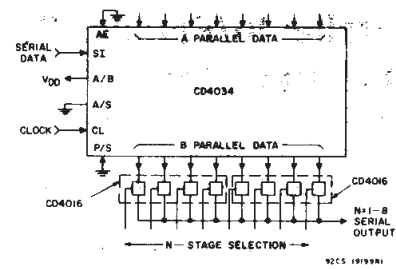 AE
A PARALLEL DATA
SERIAL
DATA
SI
VDD
A/B
CD4034
A/S
CLOCK
CL
P/S
B PARALLEL DATA
CD4016
CD4016
N=1-8
SERIAL
OUTPUT
N-STAGE SELECTION
92CS 19199R1